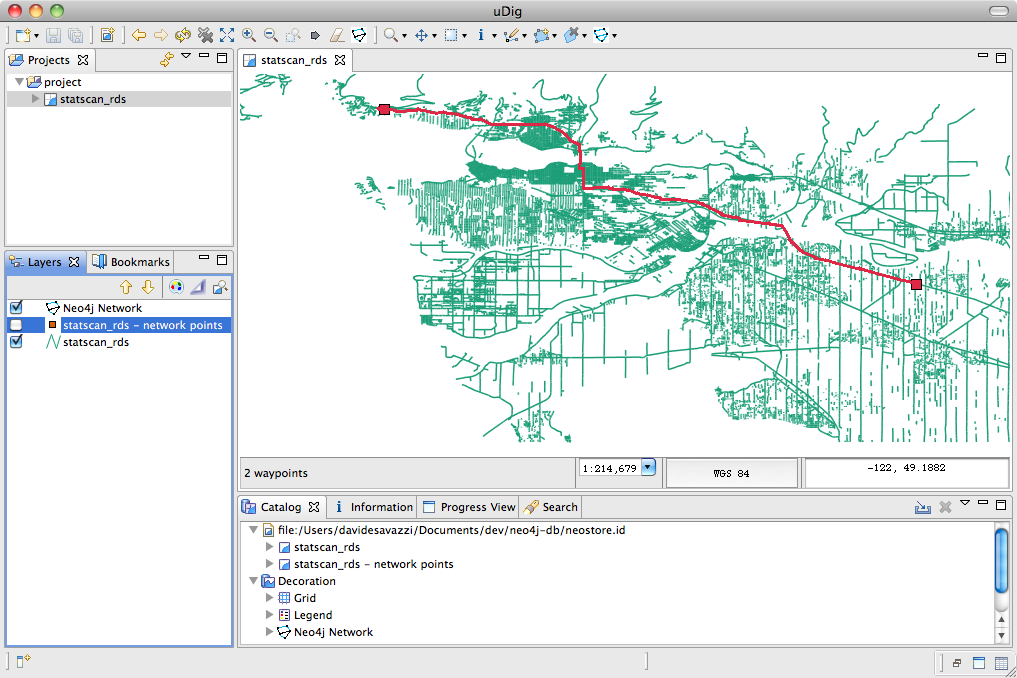 uDig
Projects
project
statscan_rds
statscan_rds
Layers
Bookmarks
Neo4j Network
statscan_rds – network points
statscan_rds
2 waypoints
1:214,679
WGS 84
-122, 49.1882
Catalog
Information
Progress View
Search
file:/Users/davidesavazzi/Documents/dev/neo4j-db/neostore.id
statscan_rds
statscan_rds – network points
Decoration
Grid
Legend
Neo4j Network